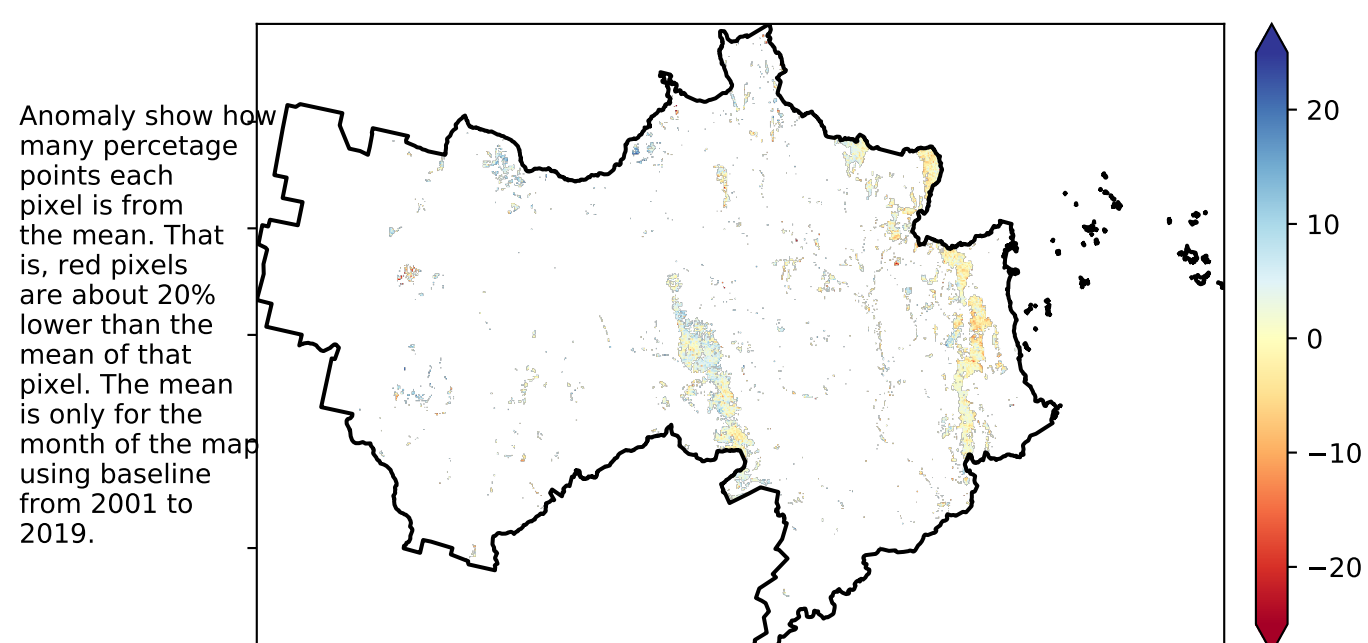 Anomaly show how
many percetage
points each
pixel is from
the mean. That
is, red pixels
are about 20%
lower than the
mean of that
pixel. The mean
is only for the
month of the map
using baseline
from 2001 to
2019.
20
10
0
−10
−20